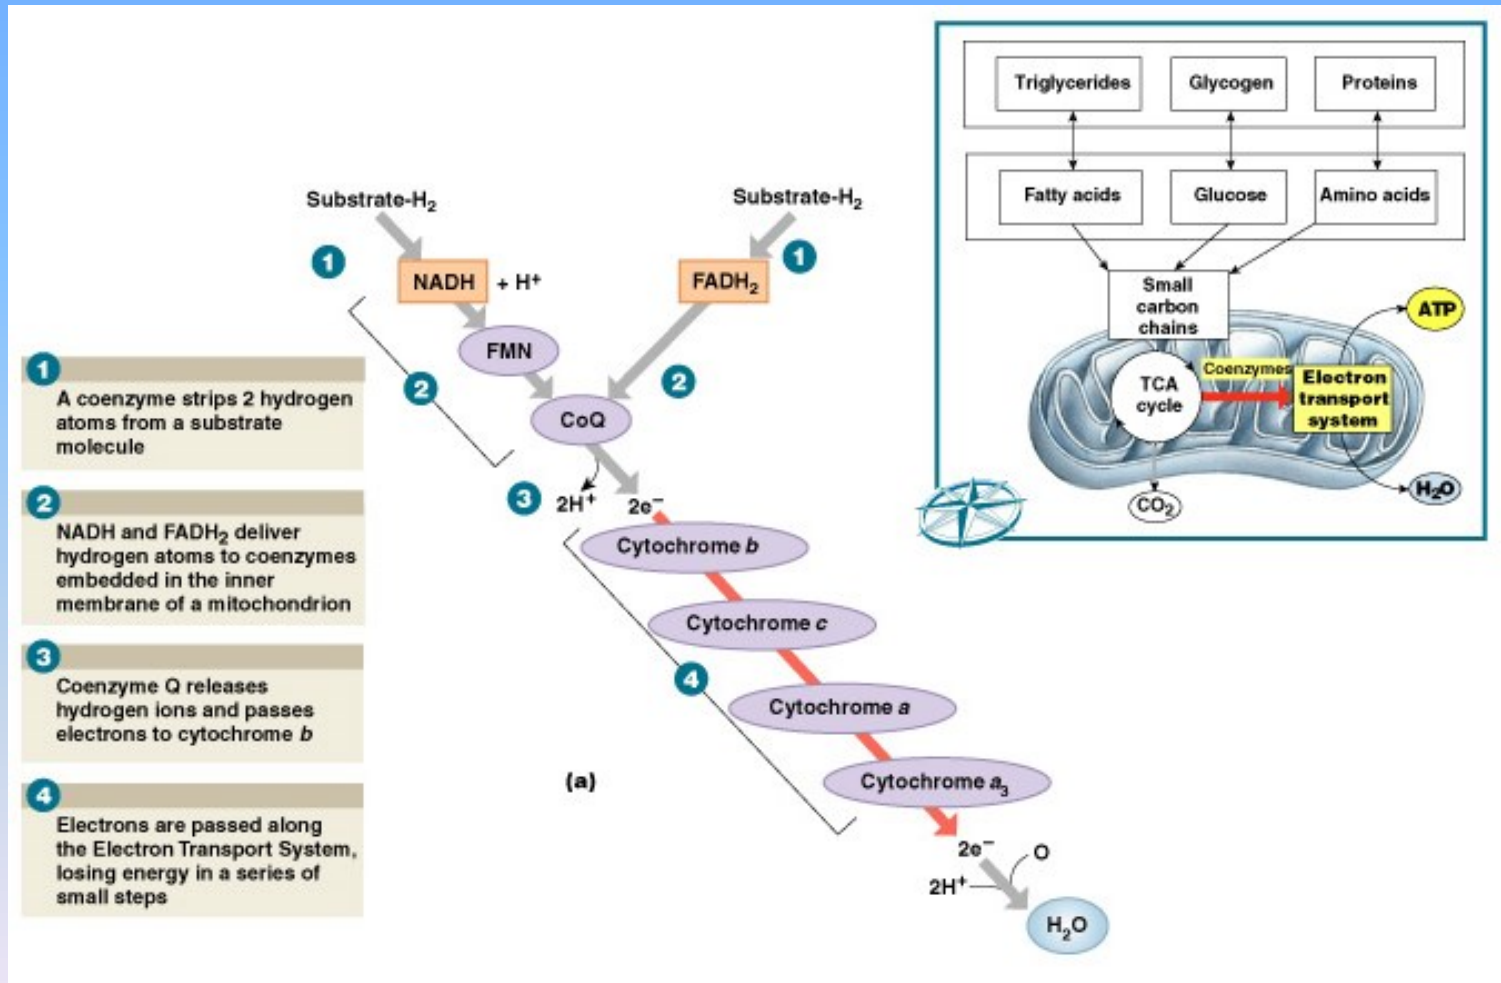 Triglycerides
Glycogen
Proteins
Fatty acids
Glucose
Amino acids
Small
carbon
chains
TCA
cycle
Coenzymes
Electron
transport
system
ATP
H₂O
CO₂
Substrate-H₂
Substrate-H₂
1
1
NADH + H⁺
FADH₂
FMN
2
2
CoQ
3
2H⁺
2e⁻
Cytochrome b
Cytochrome c
4
Cytochrome a
Cytochrome a₃
(a)
2e⁻
O
2H⁺
H₂O
1
A coenzyme strips 2 hydrogen
atoms from a substrate
molecule
2
NADH and FADH₂ deliver
hydrogen atoms to coenzymes
embedded in the inner
membrane of a mitochondrion
3
Coenzyme Q releases
hydrogen ions and passes
electrons to cytochrome b
4
Electrons are passed along
the Electron Transport System,
losing energy in a series of
small steps